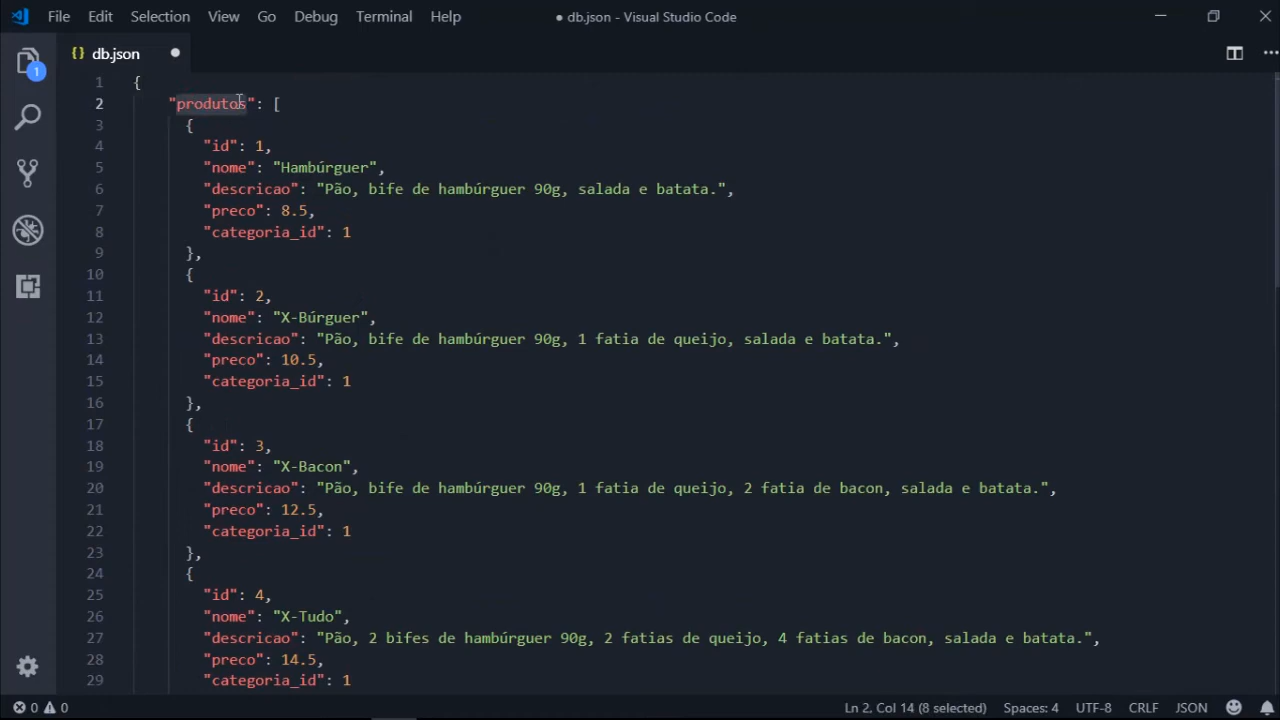 File Edit Selection View Go Debug Terminal Help ● db.json - Visual Studio Code
{} db.json ●
1
1 {
2 "produtos": [
3 {
4 "id": 1,
5 "nome": "Hambúrguer",
6 "descricao": "Pão, bife de hambúrguer 90g, salada e batata.",
7 "preco": 8.5,
8 "categoria_id": 1
9 },
10 {
11 "id": 2,
12 "nome": "X-Búrguer",
13 "descricao": "Pão, bife de hambúrguer 90g, 1 fatia de queijo, salada e batata.",
14 "preco": 10.5,
15 "categoria_id": 1
16 },
17 {
18 "id": 3,
19 "nome": "X-Bacon",
20 "descricao": "Pão, bife de hambúrguer 90g, 1 fatia de queijo, 2 fatia de bacon, salada e batata.",
21 "preco": 12.5,
22 "categoria_id": 1
23 },
24 {
25 "id": 4,
26 "nome": "X-Tudo",
27 "descricao": "Pão, 2 bifes de hambúrguer 90g, 2 fatias de queijo, 4 fatias de bacon, salada e batata.",
28 "preco": 14.5,
29 "categoria_id": 1
0 0 Ln 2, Col 14 (8 selected) Spaces: 4 UTF-8 CRLF JSON